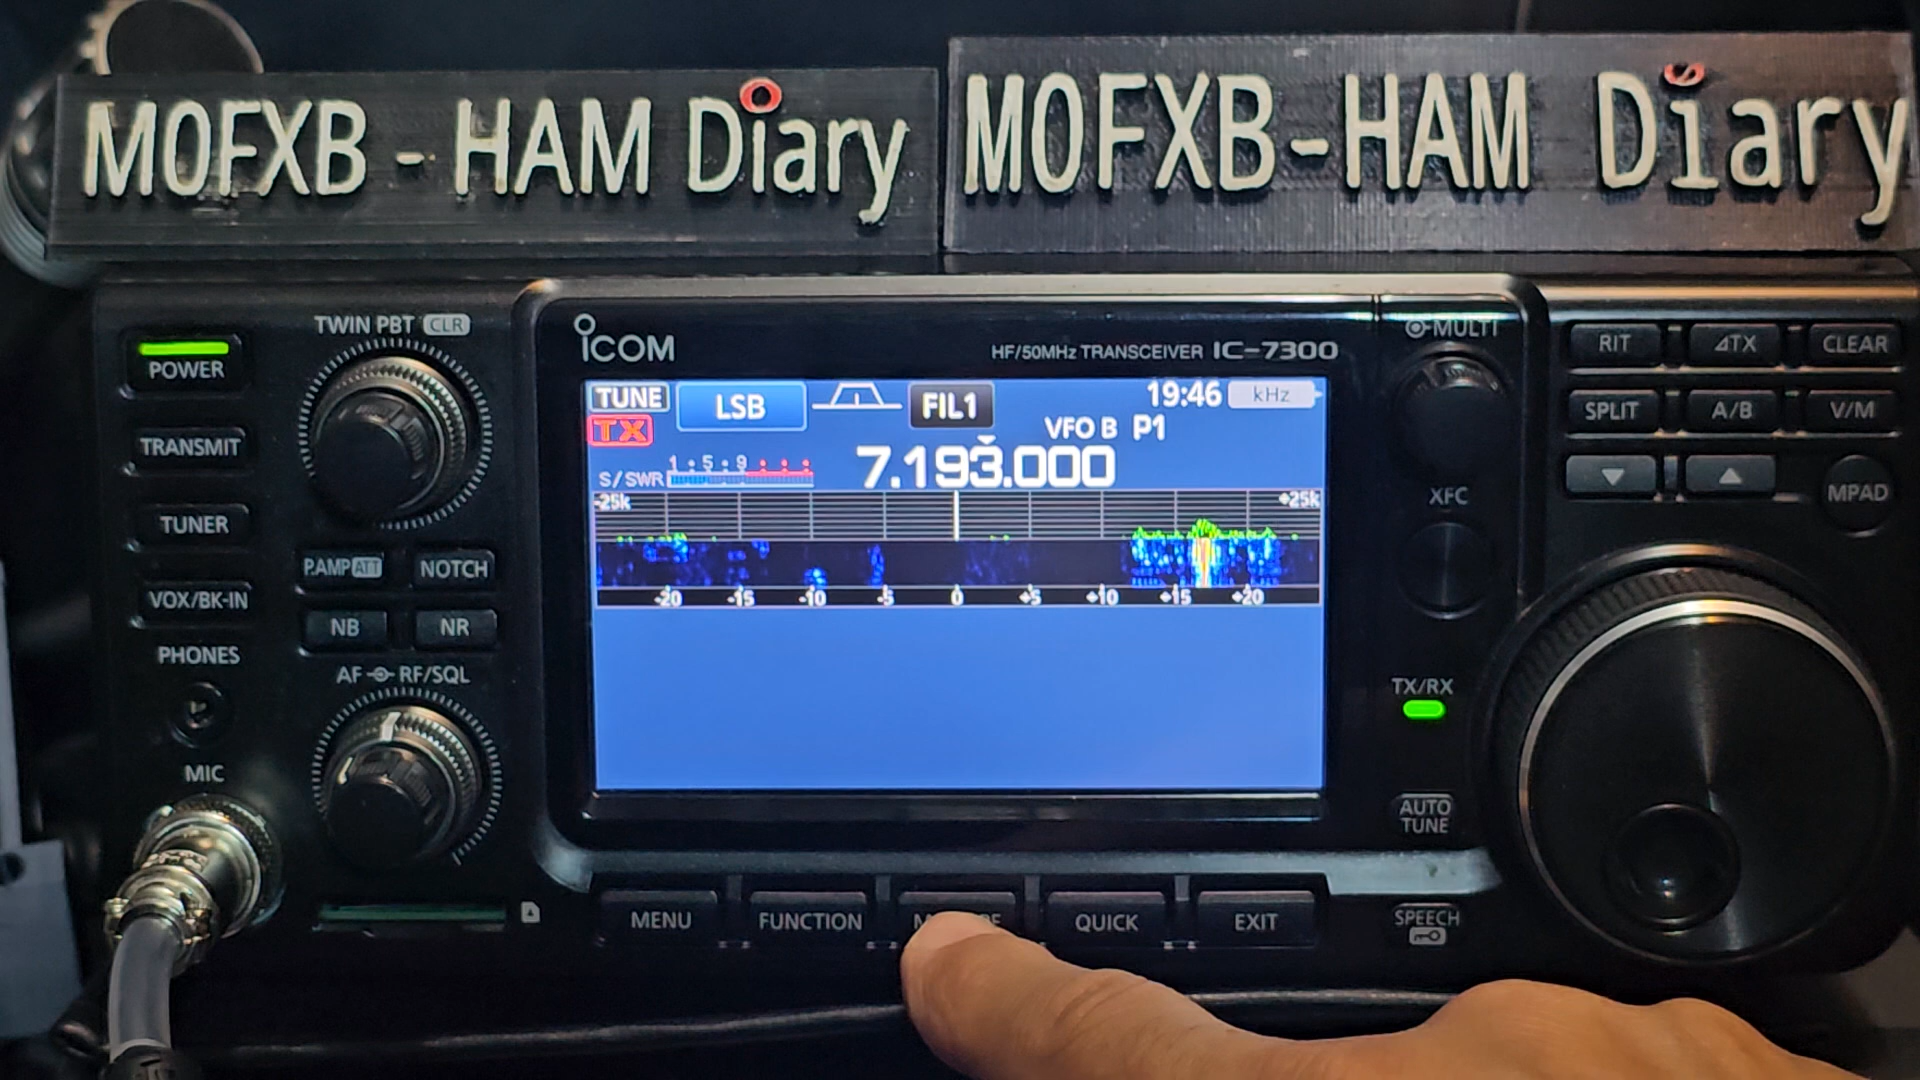 M0FXB - HAM Diary
M0FXB-HAM Diary
TWIN PBT CLR
POWER
TRANSMIT
TUNER
VOX/BK-IN
PHONES
MIC
P.AMP ATT
NOTCH
NB
NR
AF RF/SQL
ICOM
HF/50MHz TRANSCEIVER IC-7300
TUNE
LSB
FIL1
19:46
kHz
TX
VFO B P1
7.193.000
S/SWR
1 5 9
-25k
+25k
-20 -15 -10 -5 0 +5 +10 +15 +20
MENU
FUNCTION
QUICK
EXIT
MULTI
XFC
TX/RX
AUTO
TUNE
SPEECH
RIT
⊿TX
CLEAR
SPLIT
A/B
V/M
▼
▲
MPAD